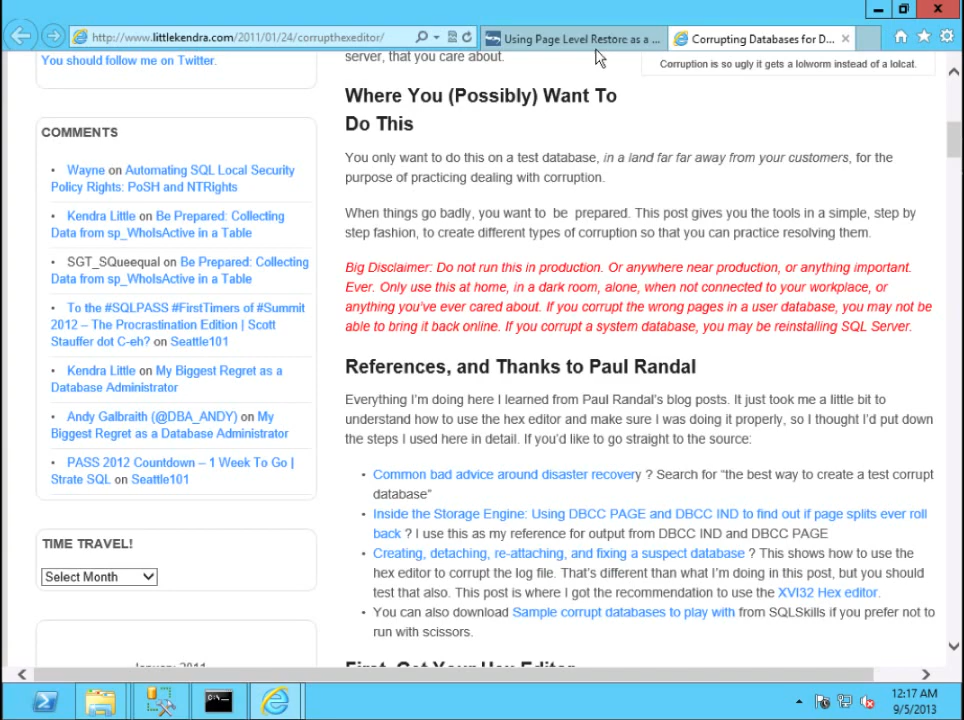 http://www.littlekendra.com/2011/01/24/corrupthexeditor/
Using Page Level Restore as a ...
Corrupting Databases for D...
You should follow me on Twitter.
COMMENTS
• Wayne on Automating SQL Local Security
Policy Rights: PoSH and NTRights
• Kendra Little on Be Prepared: Collecting
Data from sp_WhoIsActive in a Table
• SGT_SQueequal on Be Prepared: Collecting
Data from sp_WhoIsActive in a Table
• To the #SQLPASS #FirstTimers of #Summit
2012 – The Procrastination Edition | Scott
Stauffer dot C-eh? on Seattle101
• Kendra Little on My Biggest Regret as a
Database Administrator
• Andy Galbraith (@DBA_ANDY) on My
Biggest Regret as a Database Administrator
• PASS 2012 Countdown – 1 Week To Go |
Strate SQL on Seattle101
TIME TRAVEL!
Select Month
server, that you care about.
Corruption is so ugly it gets a lolworm instead of a lolcat.
Where You (Possibly) Want To
Do This
You only want to do this on a test database, in a land far far away from your customers, for the
purpose of practicing dealing with corruption.
When things go badly, you want to be prepared. This post gives you the tools in a simple, step by
step fashion, to create different types of corruption so that you can practice resolving them.
Big Disclaimer: Do not run this in production. Or anywhere near production, or anything important.
Ever. Only use this at home, in a dark room, alone, when not connected to your workplace, or
anything you've ever cared about. If you corrupt the wrong pages in a user database, you may not be
able to bring it back online. If you corrupt a system database, you may be reinstalling SQL Server.
References, and Thanks to Paul Randal
Everything I'm doing here I learned from Paul Randal's blog posts. It just took me a little bit to
understand how to use the hex editor and make sure I was doing it properly, so I thought I'd put down
the steps I used here in detail. If you'd like to go straight to the source:
• Common bad advice around disaster recovery ? Search for "the best way to create a test corrupt
database"
• Inside the Storage Engine: Using DBCC PAGE and DBCC IND to find out if page splits ever roll
back ? I use this as my reference for output from DBCC IND and DBCC PAGE
• Creating, detaching, re-attaching, and fixing a suspect database ? This shows how to use the
hex editor to corrupt the log file. That's different than what I'm doing in this post, but you should
test that also. This post is where I got the recommendation to use the XVI32 Hex editor.
• You can also download Sample corrupt databases to play with from SQLSkills if you prefer not to
run with scissors.
First, Get Your Hex Editor
January 2011
12:17 AM
9/5/2013